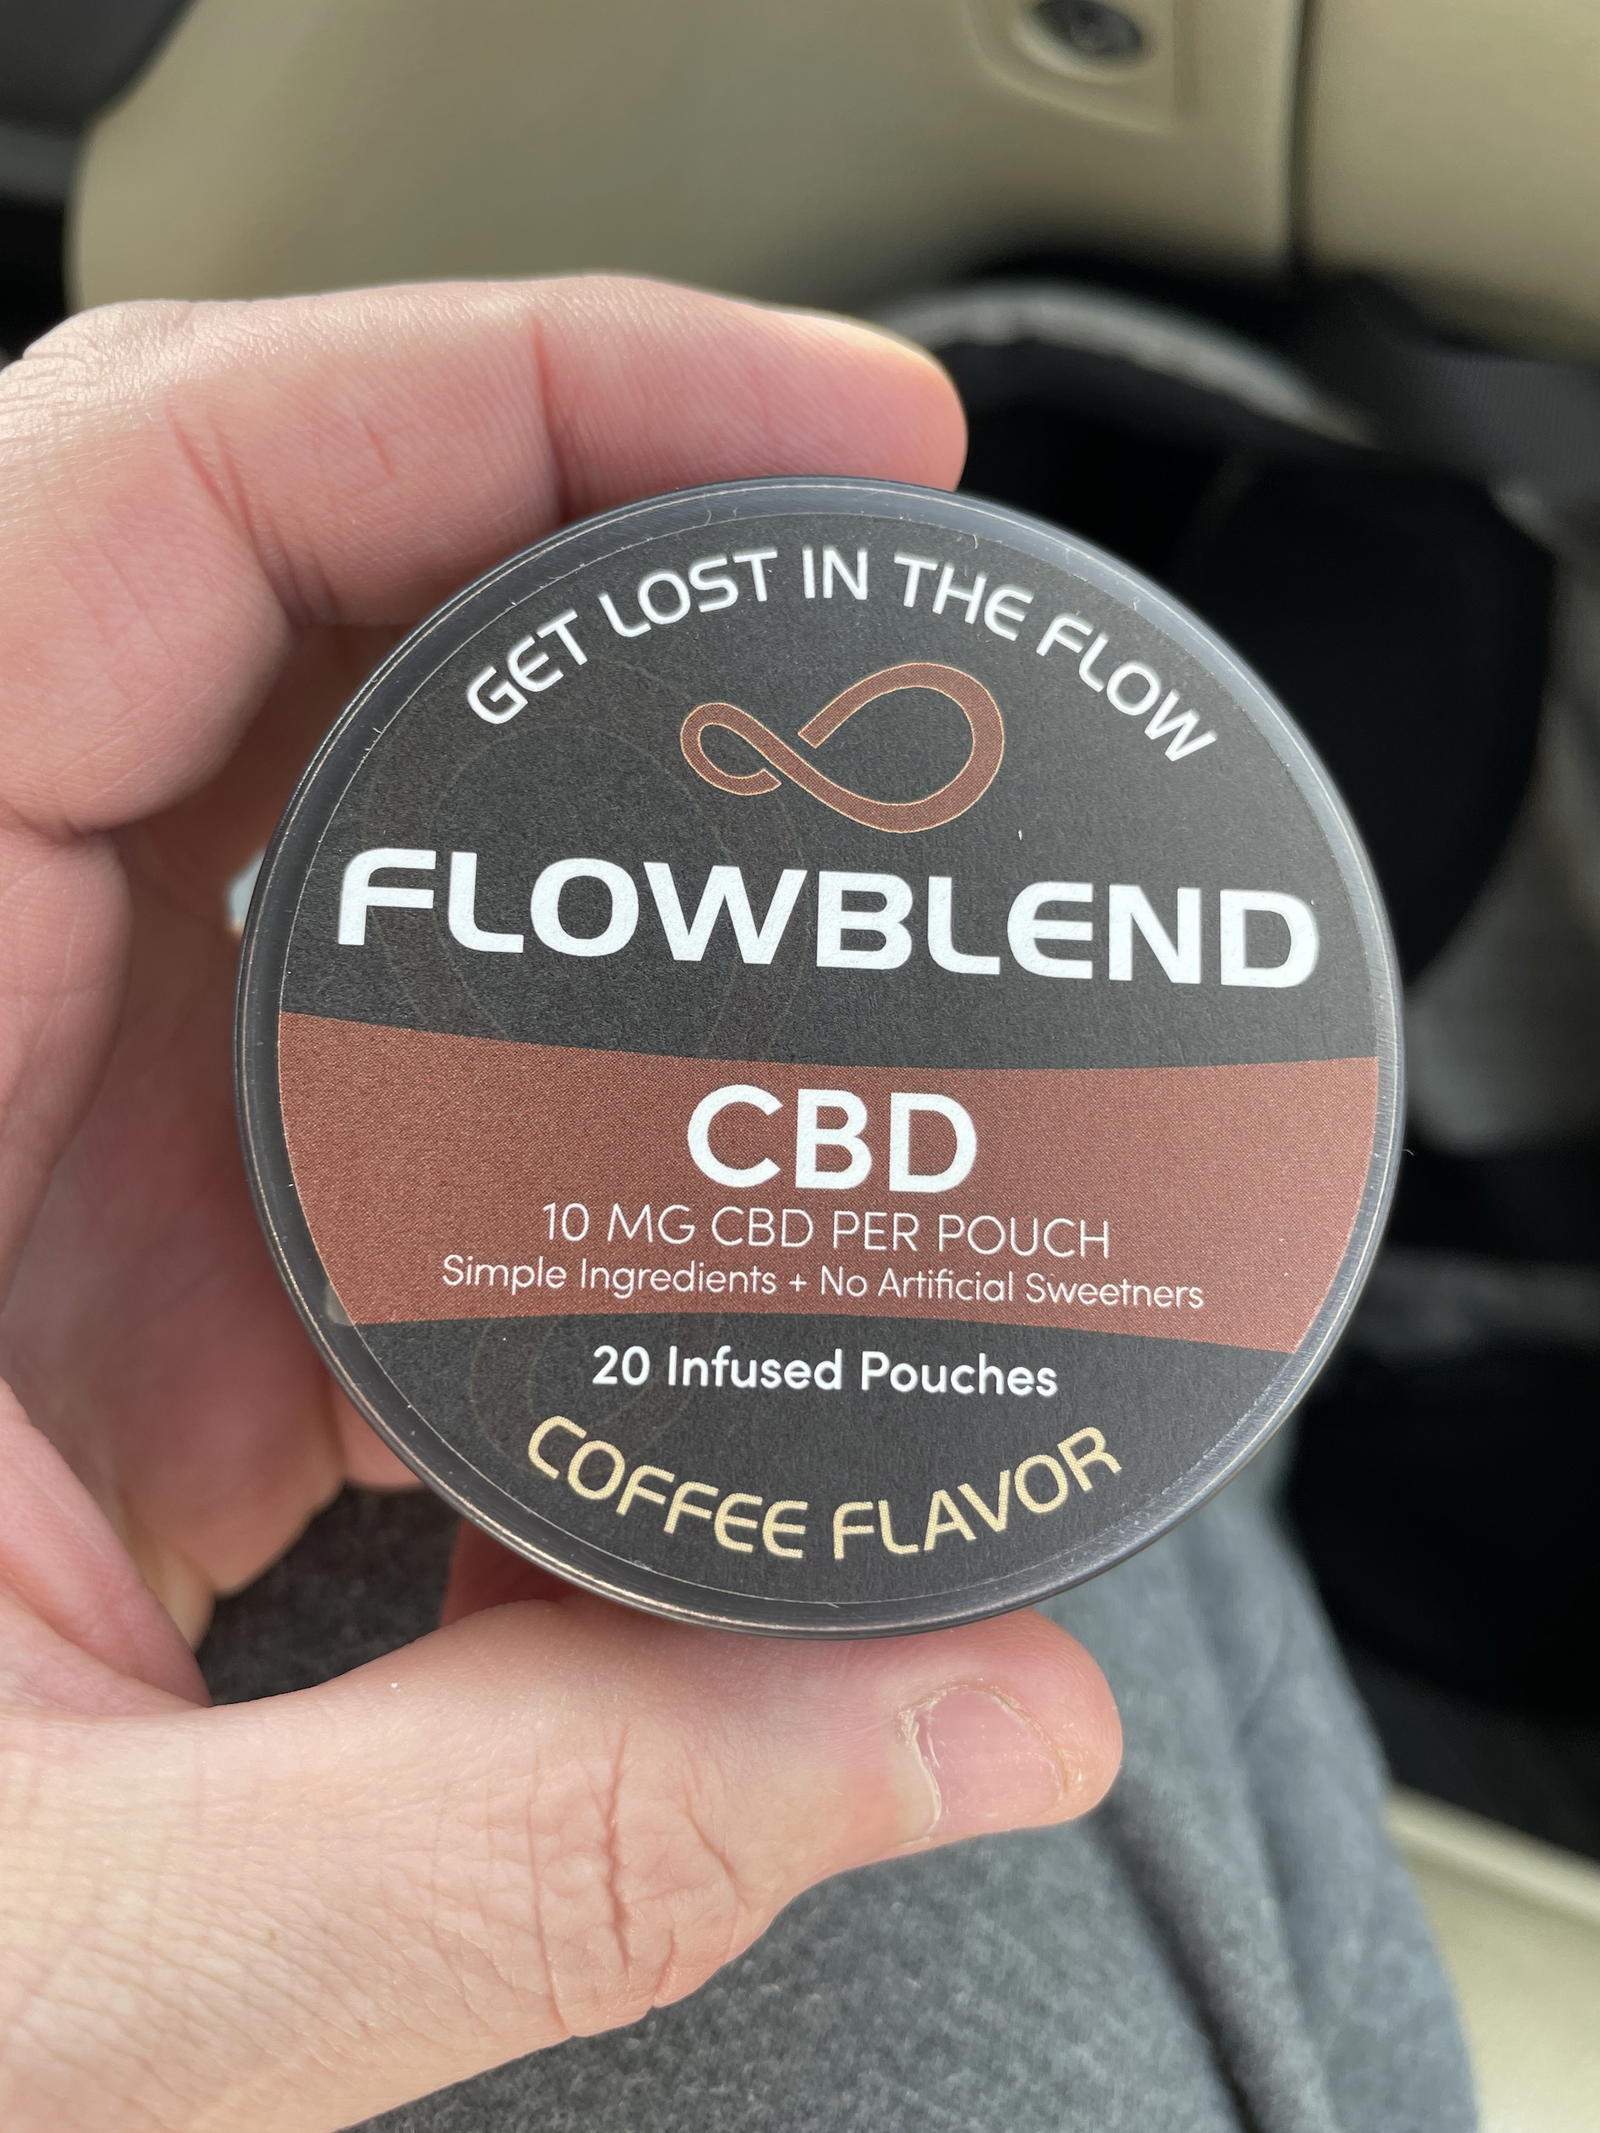 GET LOST IN THE FLOW
FLOWBLEND
CBD
10 MG CBD PER POUCH
Simple Ingredients + No Artificial Sweetners
20 Infused Pouches
COFFEE FLAVOR